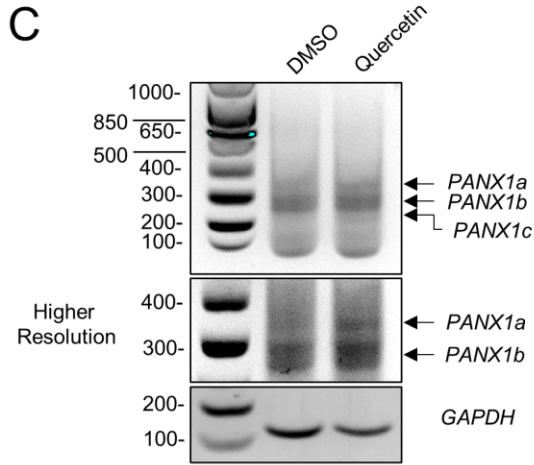 C
DMSO
Quercetin
1000-
850
650-
500
400-
300-
200-
100-
PANX1a
PANX1b
PANX1c
Higher
Resolution
400-
300-
PANX1a
PANX1b
200-
100-
GAPDH